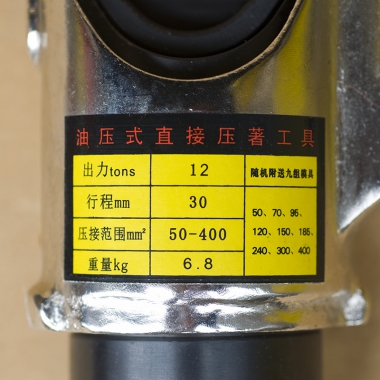 油压式直接压著工具
出力tons 12 随机附送九组模具
行程mm 30
50、70、95、
压接范围mm² 50-400
120、150、185、
240、300、400
重量kg 6.8